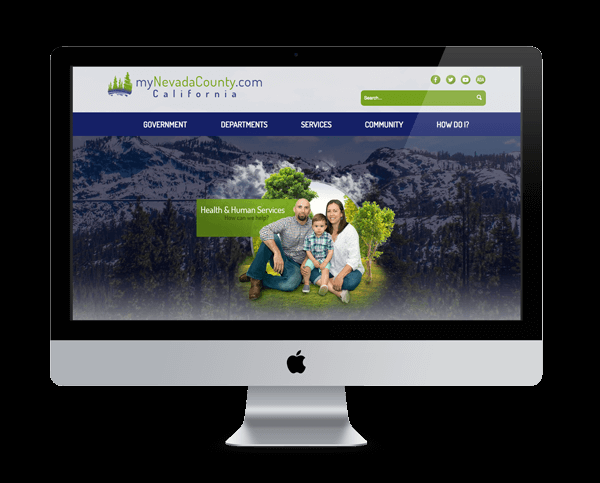 myNevadaCounty.com
California
Search...
GOVERNMENT
DEPARTMENTS
SERVICES
COMMUNITY
HOW DO I?
Health & Human Services
How can we help?